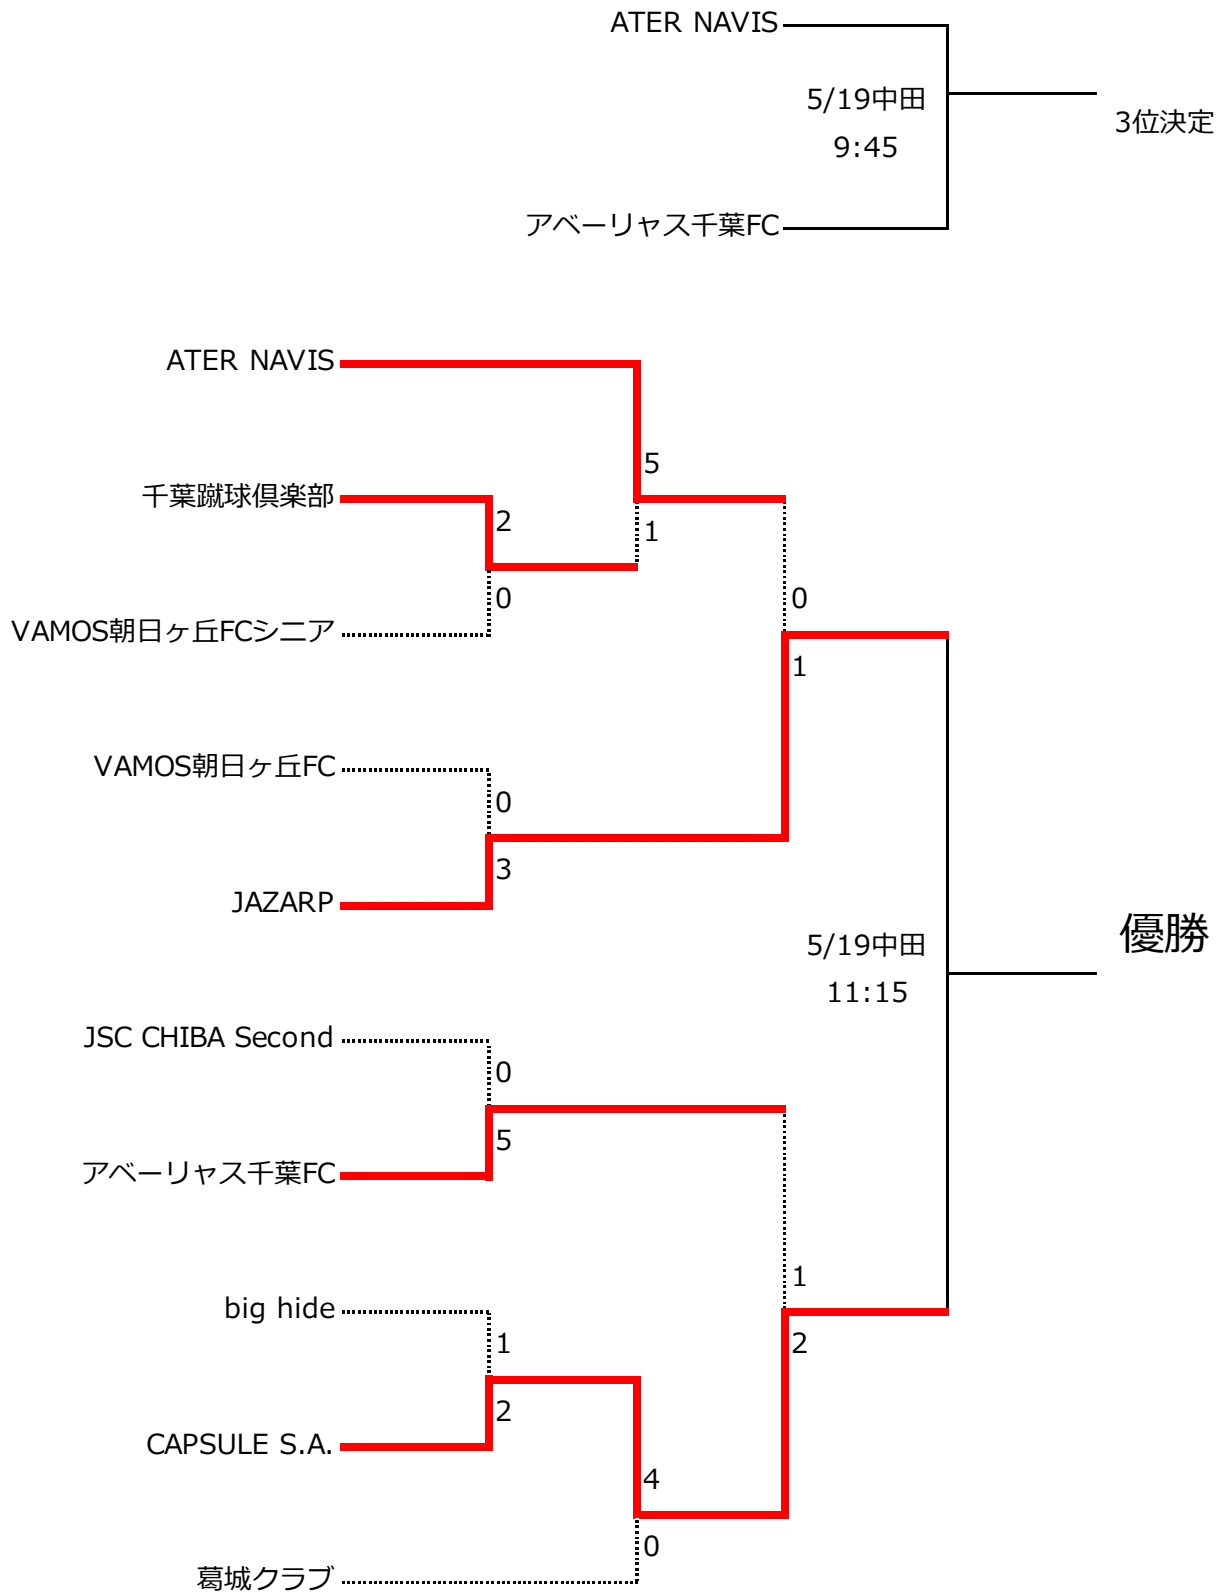 ATER NAVIS
5/19中田
9:45
3位決定
アベーリャス千葉FC
ATER NAVIS
5
千葉蹴球倶楽部
2
1
0
VAMOS朝日ヶ丘FCシニア
0
1
VAMOS朝日ヶ丘FC
0
3
JAZARP
5/19中田
11:15
優勝
JSC CHIBA Second
0
5
アベーリャス千葉FC
1
big hide
1
2
2
CAPSULE S.A.
4
0
葛城クラブ